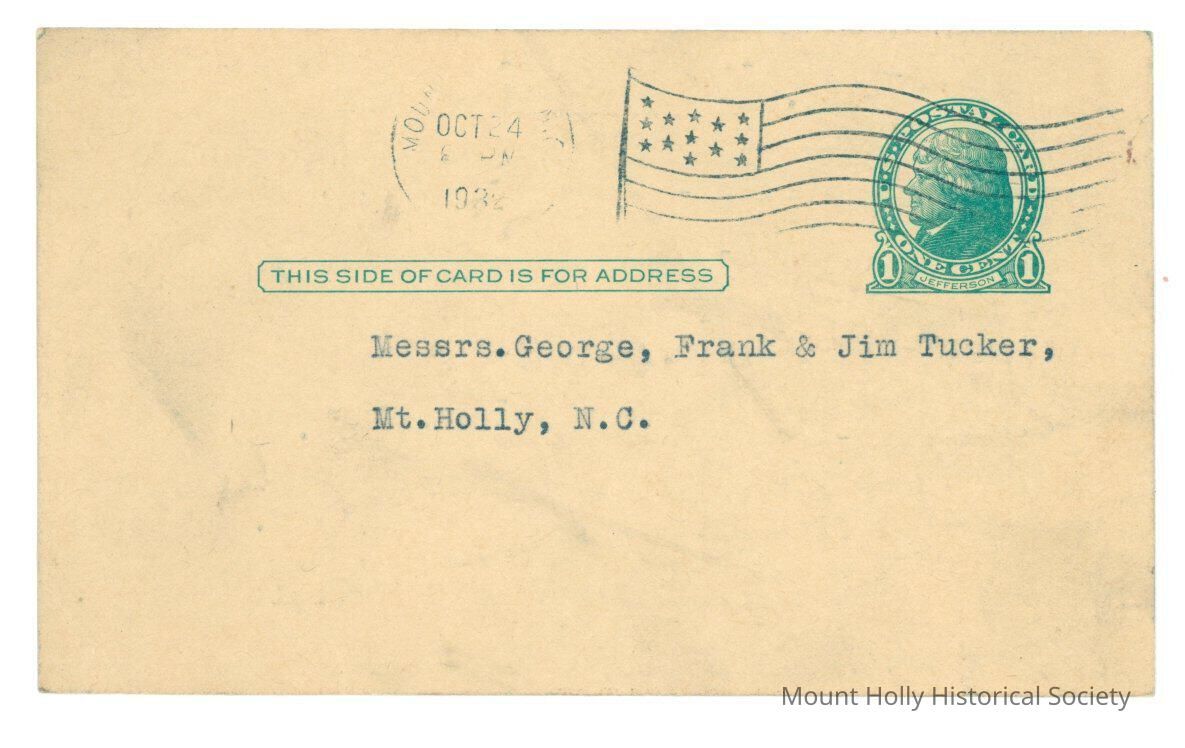 MOUN
OCT 24
1932
U·S·POSTAL CARD
ONE CENT
1 JEFFERSON 1
THIS SIDE OF CARD IS FOR ADDRESS
Messrs.George, Frank & Jim Tucker,
Mt.Holly, N.C.
Mount Holly Historical Society